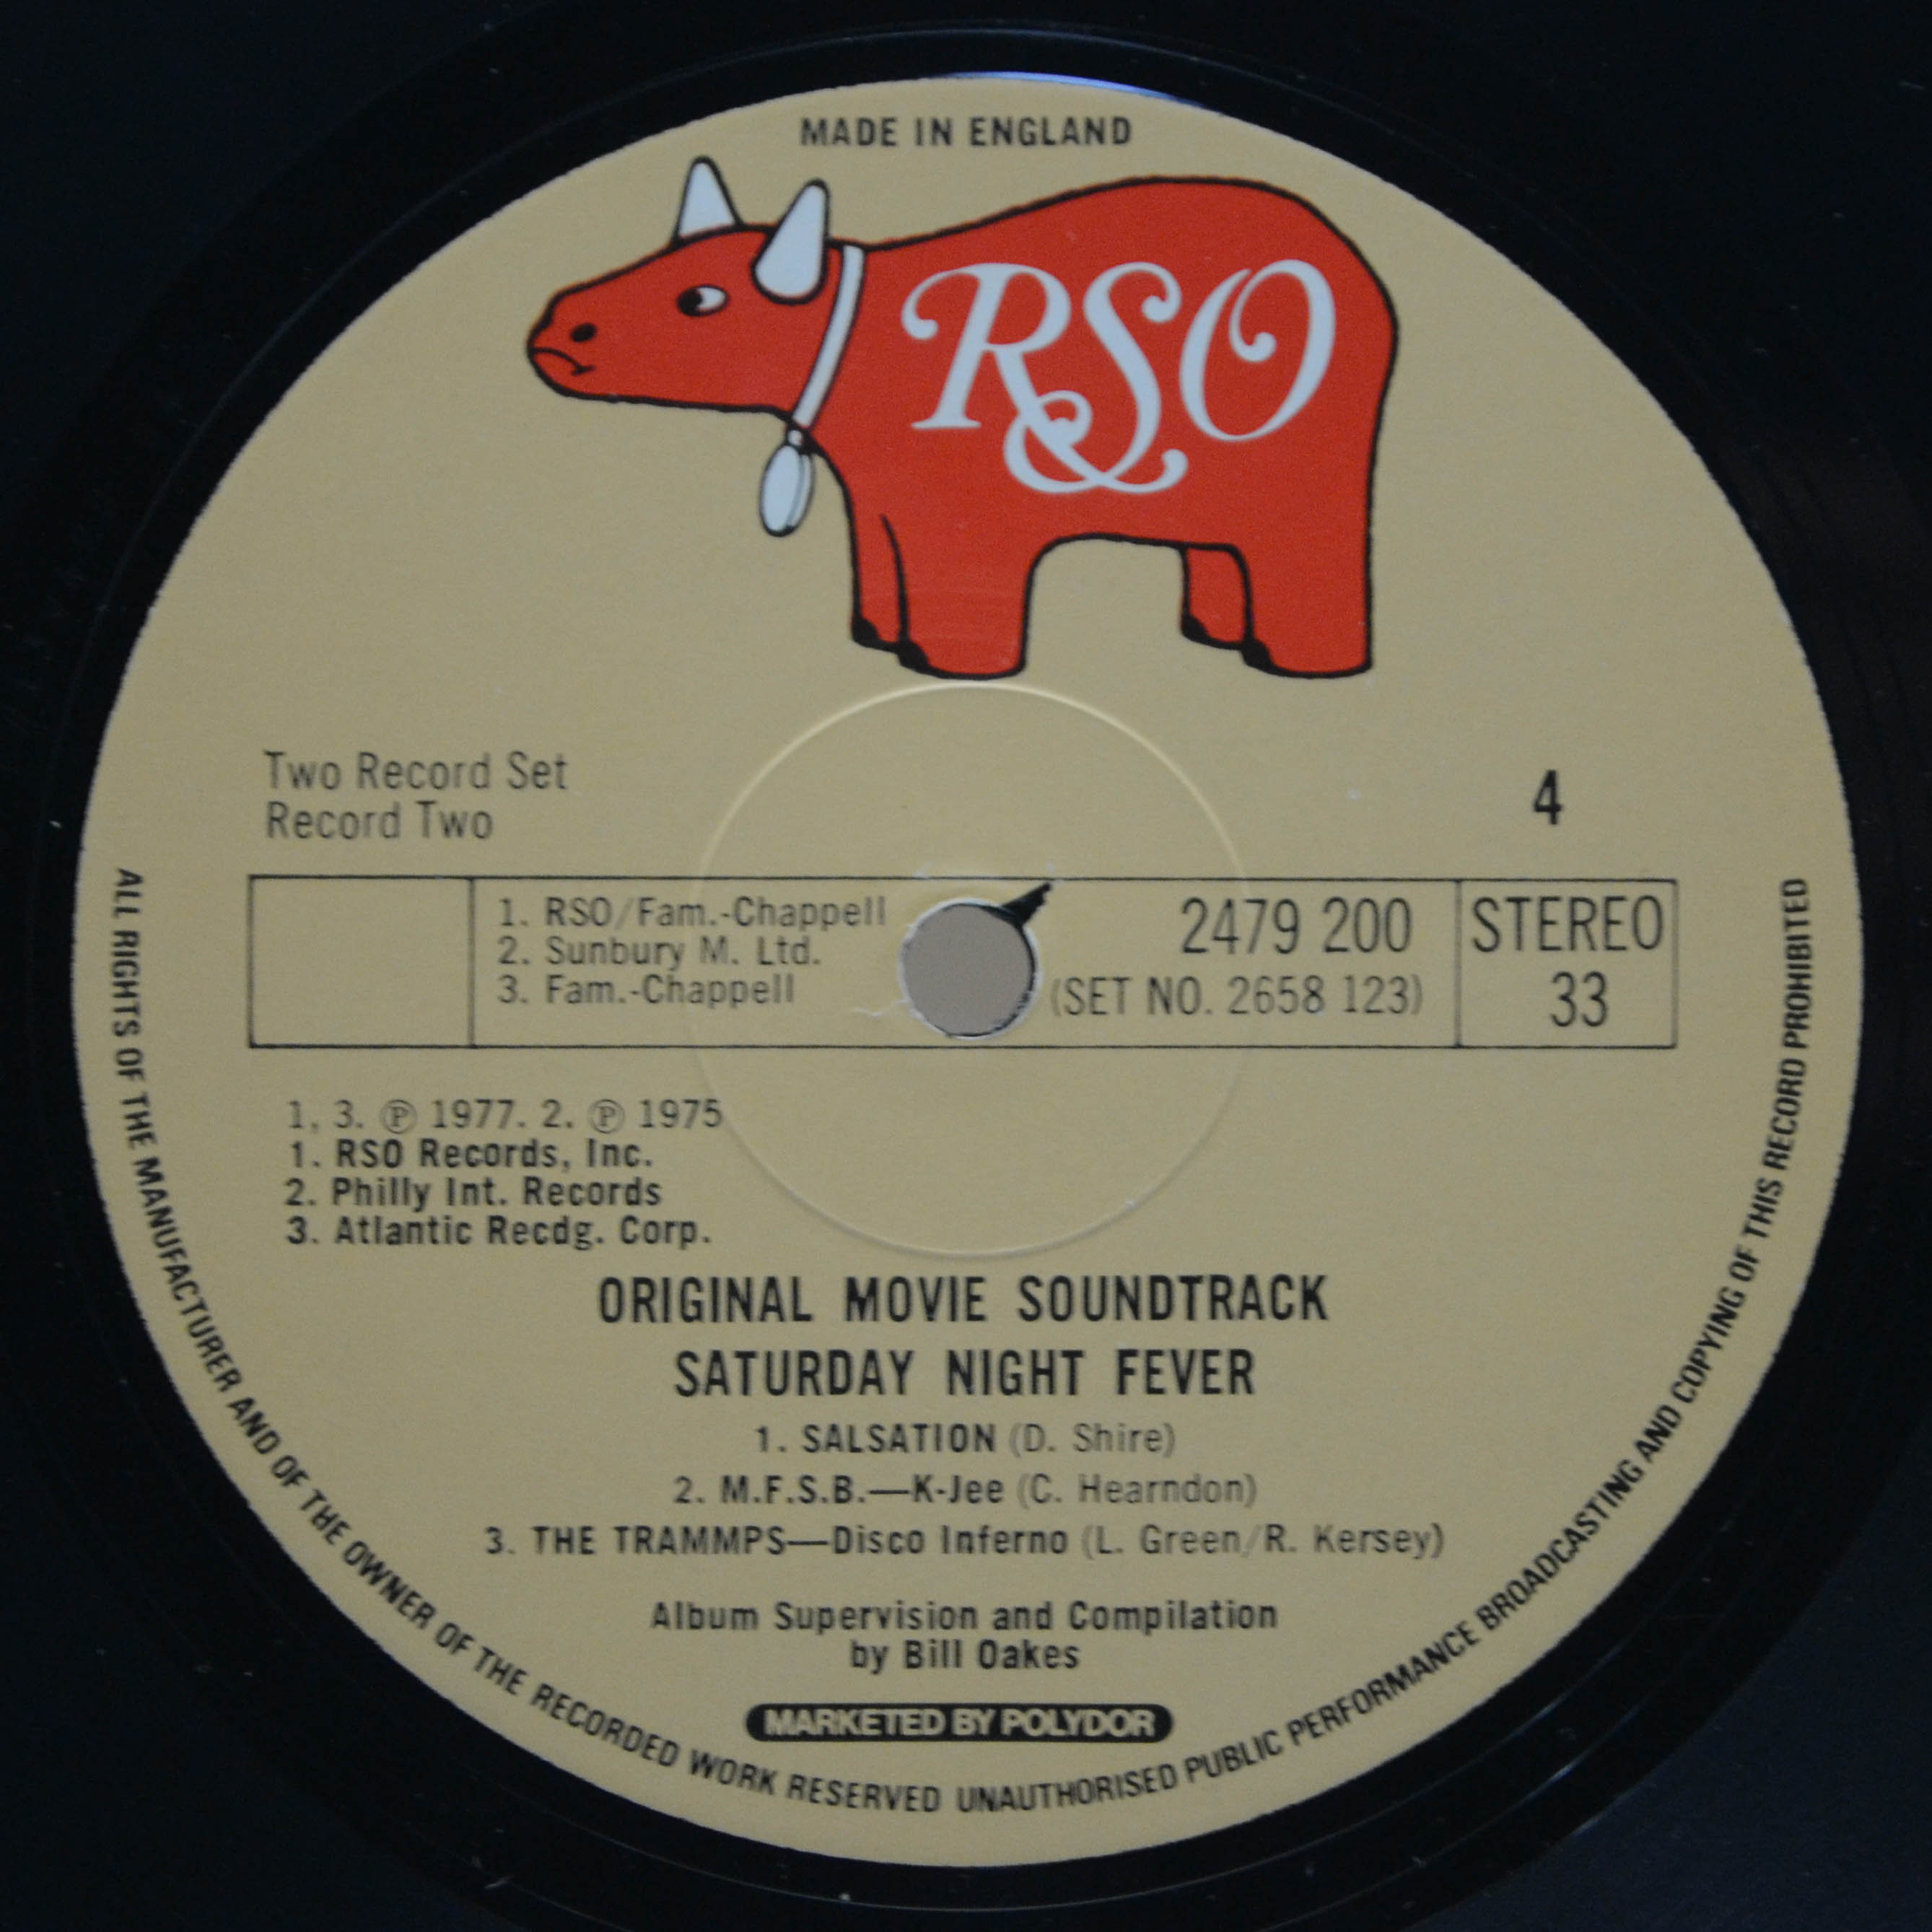 MADE IN ENGLAND
RSO
Two Record Set
Record Two
4
1. RSO/Fam.-Chappell
2. Sunbury M. Ltd.
3. Fam.-Chappell
2479 200
(SET NO. 2658 123)
STEREO
33
1, 3. ℗ 1977. 2. ℗ 1975
1. RSO Records, Inc.
2. Philly Int. Records
3. Atlantic Recdg. Corp.
ORIGINAL MOVIE SOUNDTRACK
SATURDAY NIGHT FEVER
1. SALSATION (D. Shire)
2. M.F.S.B.—K-Jee (C. Hearndon)
3. THE TRAMMPS—Disco Inferno (L. Green/R. Kersey)
Album Supervision and Compilation
by Bill Oakes
MARKETED BY POLYDOR
ALL RIGHTS OF THE MANUFACTURER AND OF THE OWNER OF THE RECORDED WORK RESERVED UNAUTHORISED PUBLIC PERFORMANCE BROADCASTING AND COPYING OF THIS RECORD PROHIBITED